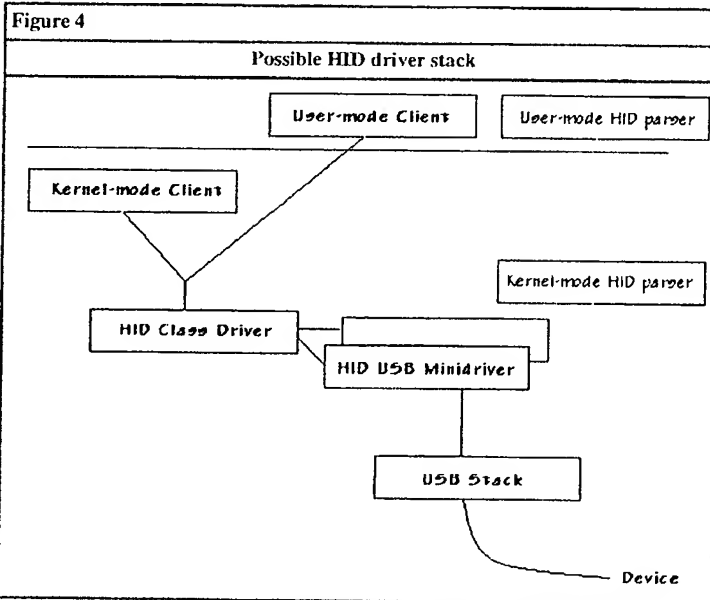 Figure 4
Possible HID driver stack
User-mode Client
User-mode HID parser
Kernel-mode Client
Kernel-mode HID parser
HID Class Driver
HID USB Minidriver
USB Stack
Device